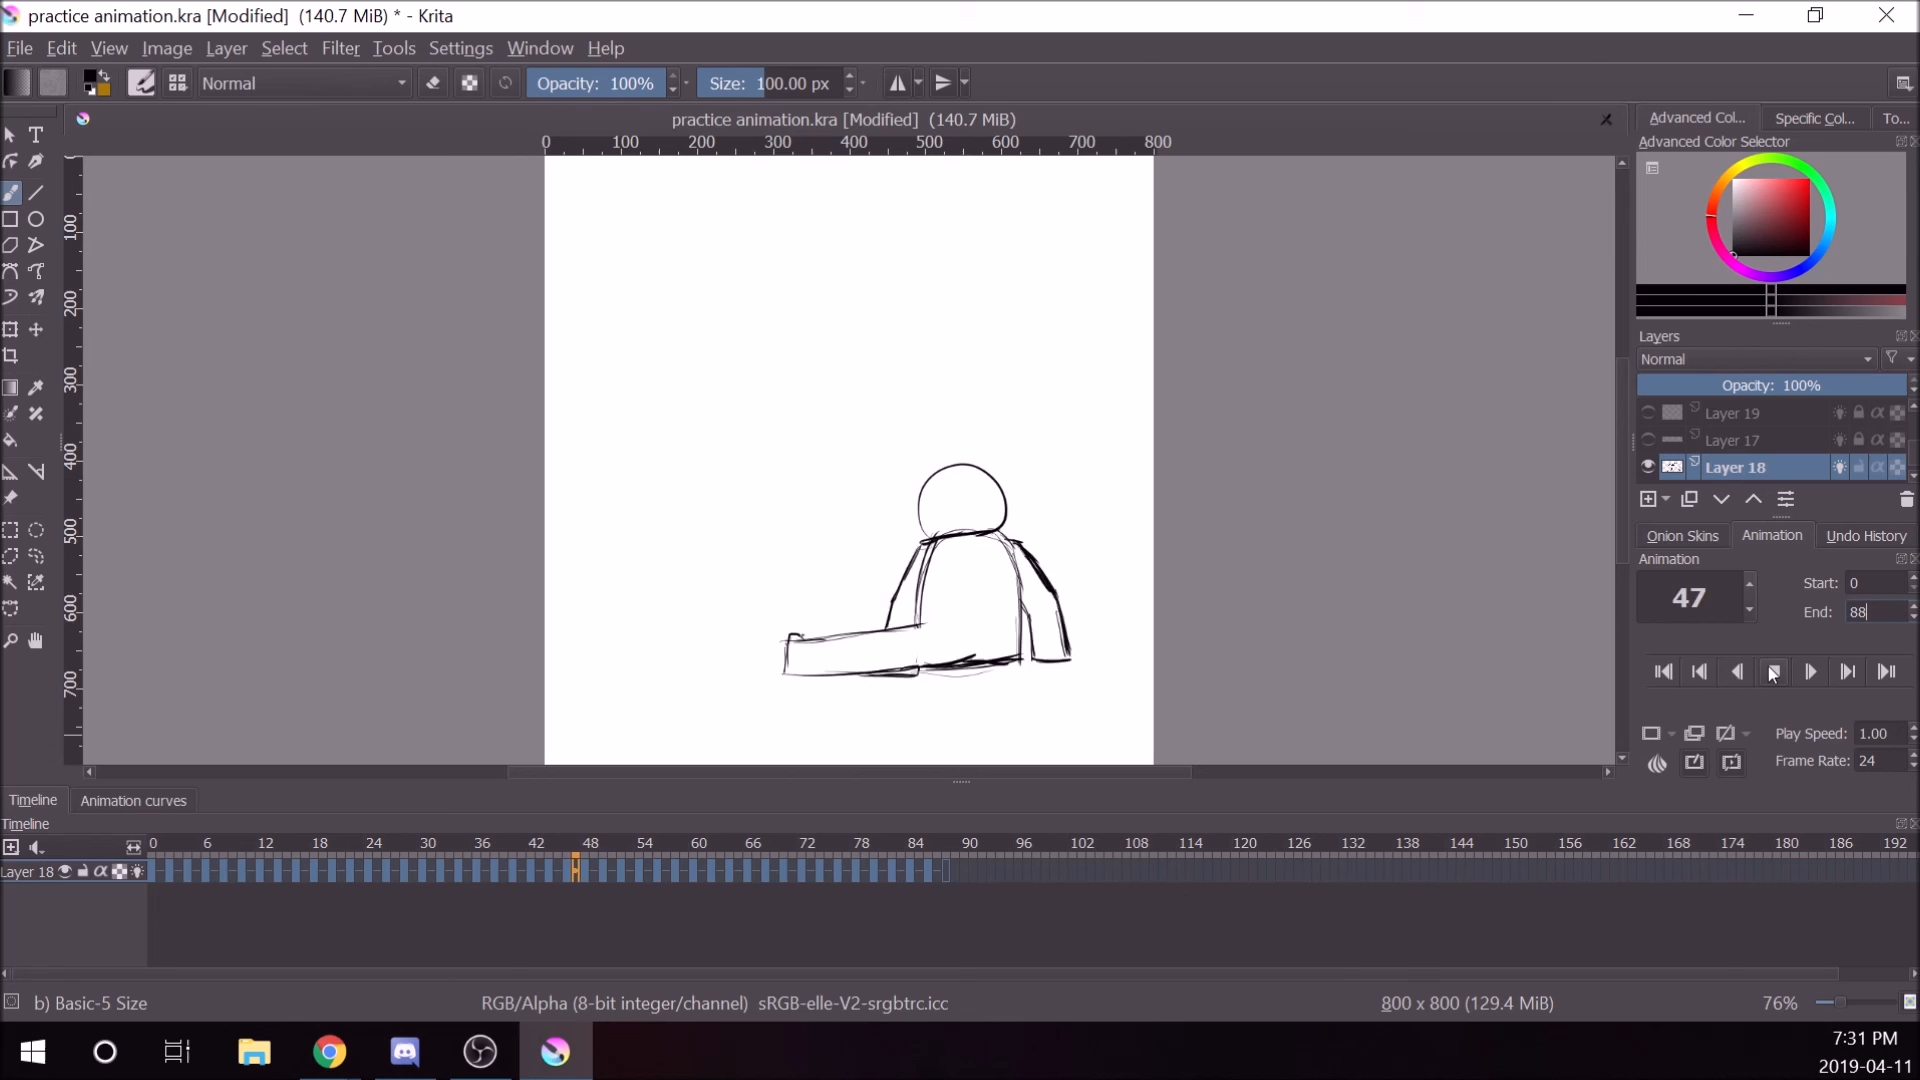 practice animation.kra [Modified] (140.7 MiB) * - Krita
File Edit View Image Layer Select Filter Tools Settings Window Help
Normal Opacity: 100% Size: 100.00 px
practice animation.kra [Modified] (140.7 MiB)
Advanced Col... Specific Col... To...
0 100 200 300 400 500 600 700 800
Advanced Color Selector
100
200
300
400
500
600
700
Layers
Normal
Opacity: 100%
Layer 19
Layer 17
Layer 18
Onion Skins Animation Undo History
Animation
47
Start: 0
End: 88
Play Speed: 1.00
Frame Rate: 24
Timeline Animation curves
Timeline
0 6 12 18 24 30 36 42 48 54 60 66 72 78 84 90 96 102 108 114 120 126 132 138 144 150 156 162 168 174 180 186 192
Layer 18
b) Basic-5 Size
RGB/Alpha (8-bit integer/channel) sRGB-elle-V2-srgbtrc.icc
800 x 800 (129.4 MiB)
76%
7:31 PM
2019-04-11